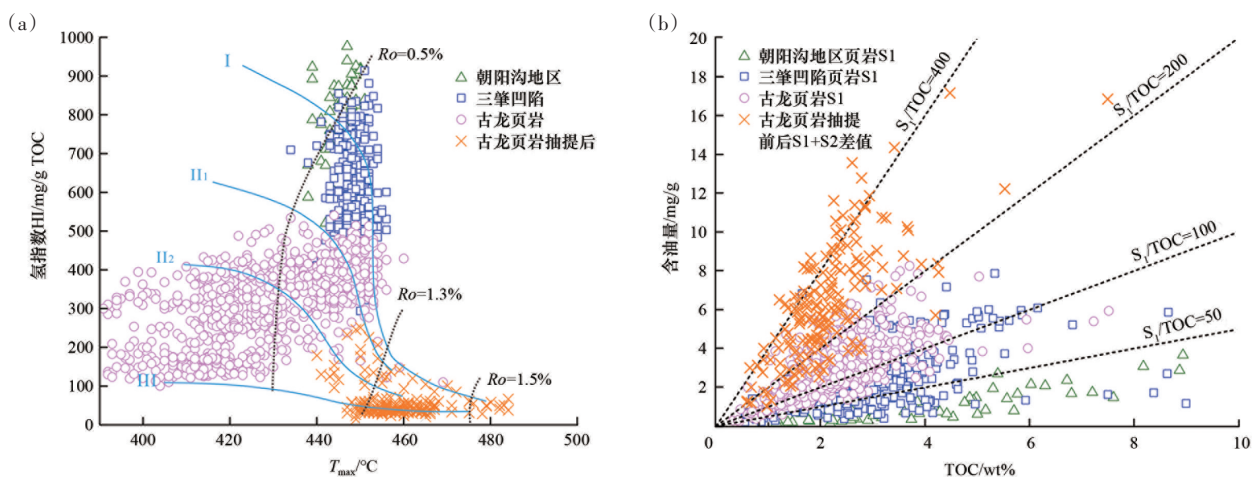 (a)
1000
900
800
700
600
500
400
300
200
100
0
氢指数HI/mg/g TOC
400
420
440
460
480
500
Tmax/°C
I
II1
II2
III
Ro=0.5%
Ro=1.3%
Ro=1.5%
朝阳沟地区
三肇凹陷
古龙页岩
古龙页岩抽提后
(b)
20
18
16
14
12
10
8
6
4
2
0
含油量/mg/g
2
4
6
8
10
TOC/wt%
朝阳沟地区页岩S1
三肇凹陷页岩S1
古龙页岩S1
古龙页岩抽提
前后S1+S2差值
S1/TOC=400
S1/TOC=200
S1/TOC=100
S1/TOC=50